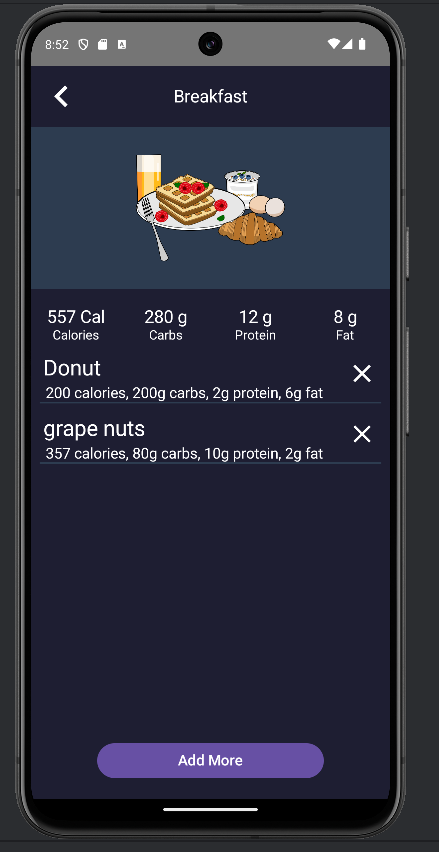 8:52
Breakfast
557 Cal 280 g 12 g 8 g
Calories Carbs Protein Fat
Donut
200 calories, 200g carbs, 2g protein, 6g fat
grape nuts
357 calories, 80g carbs, 10g protein, 2g fat
Add More